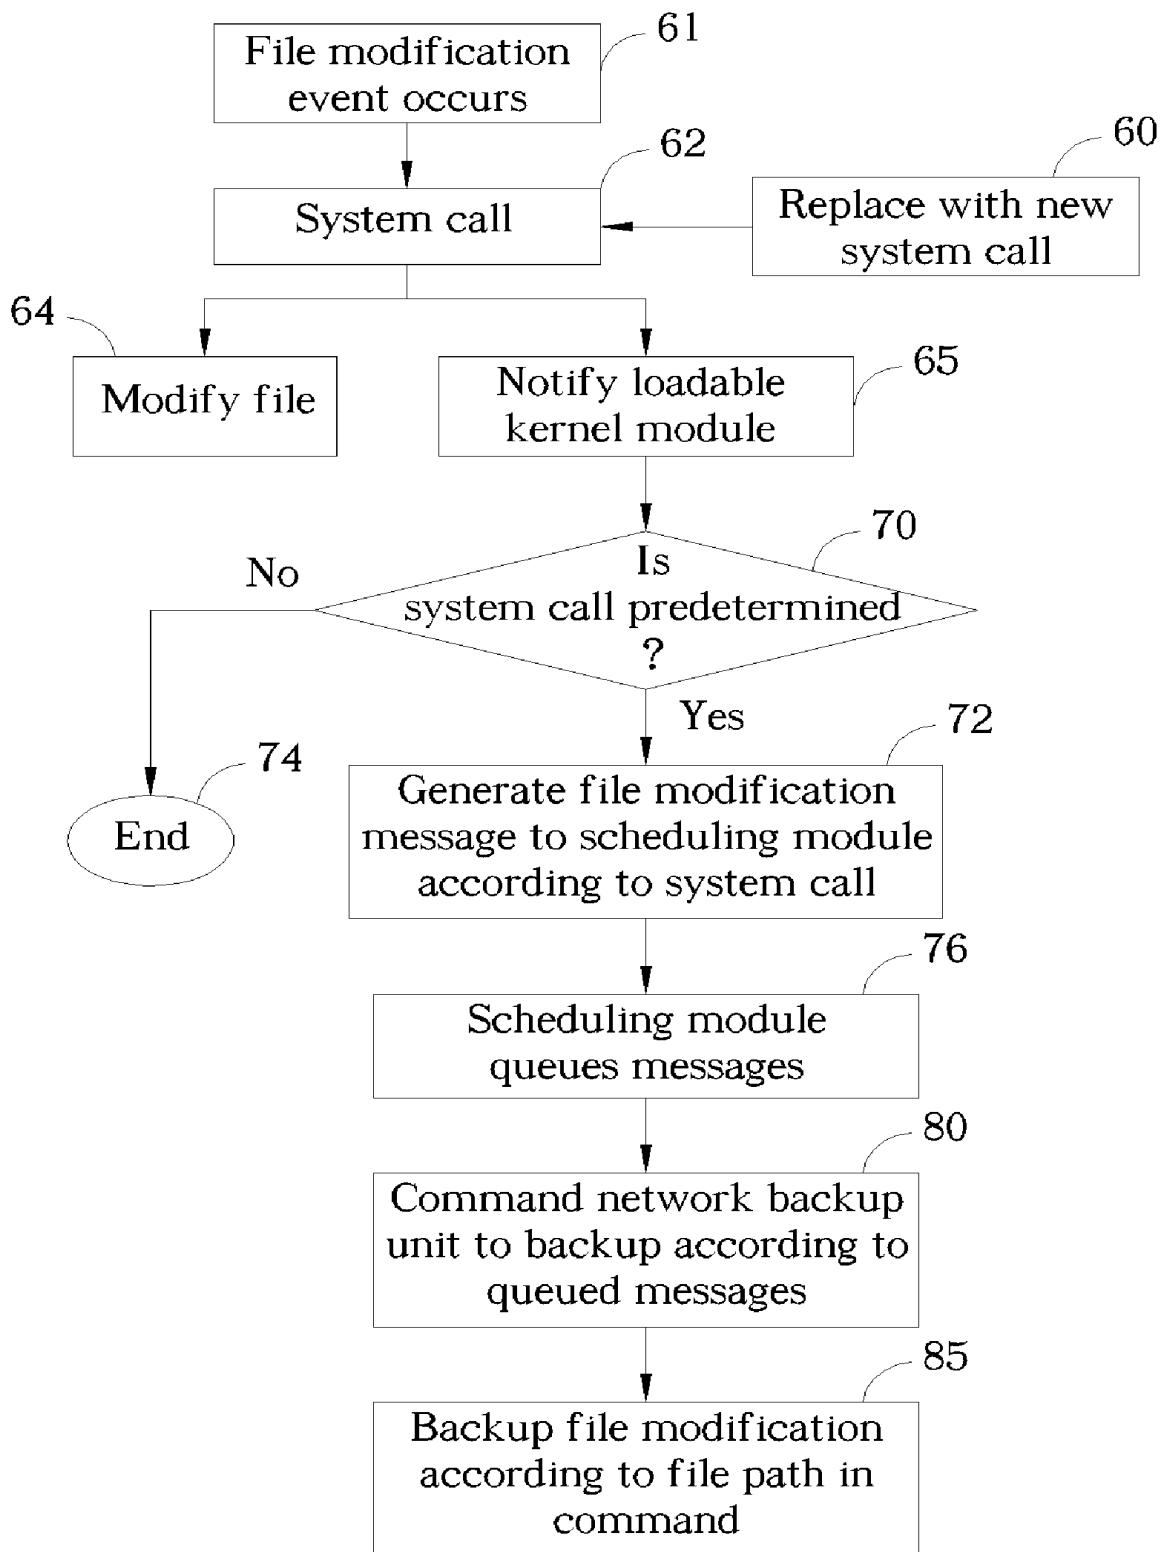 61
File modification
event occurs
62
System call
60
Replace with new
system call
64
Modify file
65
Notify loadable
kernel module
70
Is
system call predetermined
?
No
Yes
74
End
72
Generate file modification
message to scheduling module
according to system call
76
Scheduling module
queues messages
80
Command network backup
unit to backup according to
queued messages
85
Backup file modification
according to file path in
command